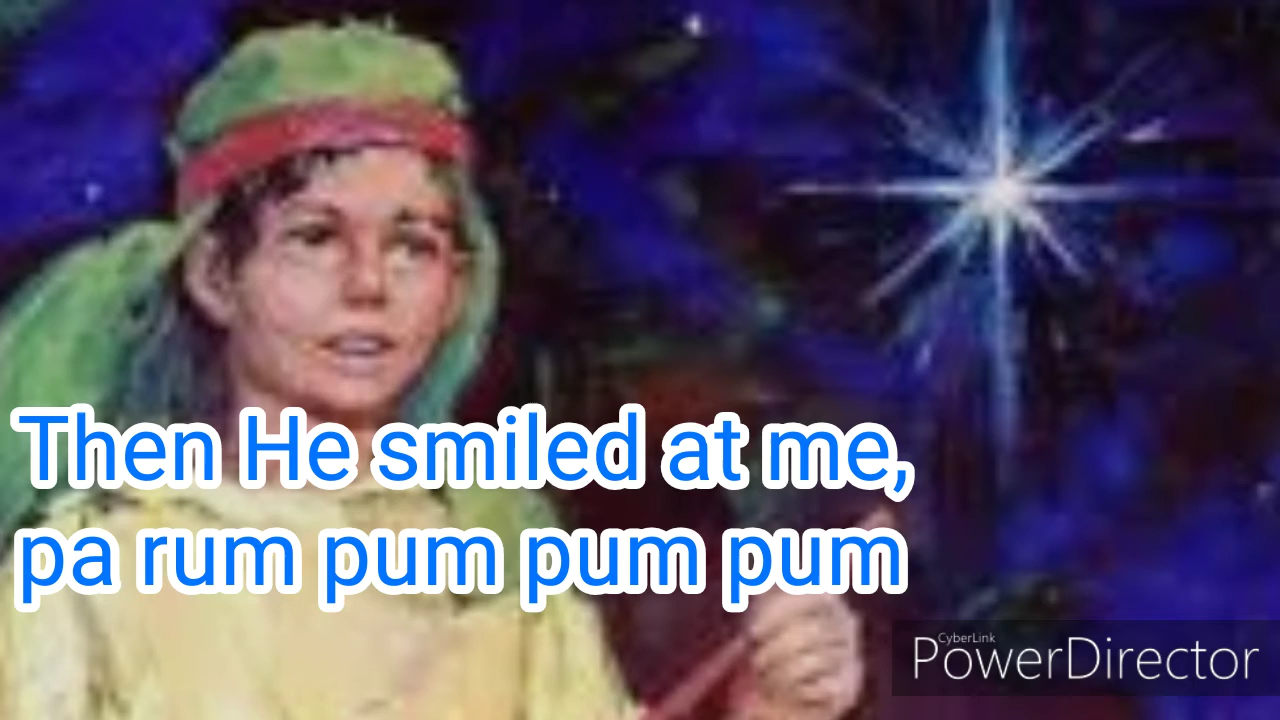 Then He smiled at me,
pa rum pum pum pum
CyberLink
PowerDirector